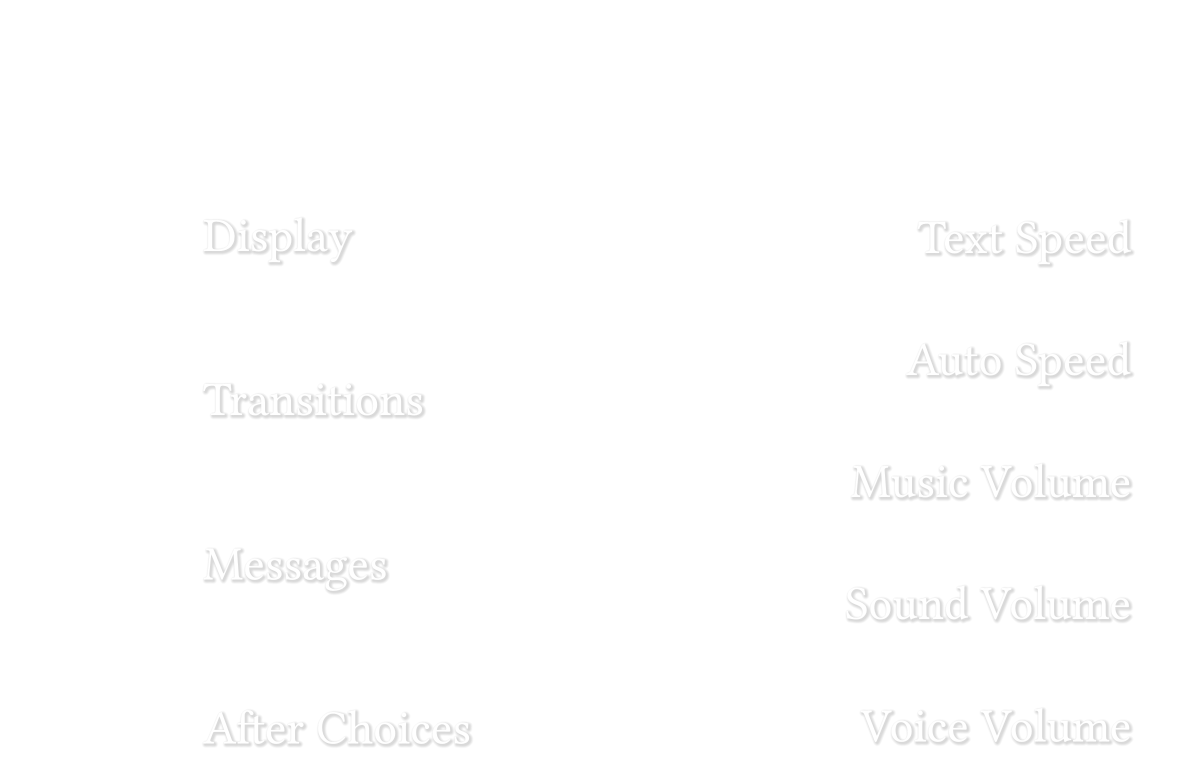 Display
Transitions
Messages
After Choices
Text Speed
Auto Speed
Music Volume
Sound Volume
Voice Volume